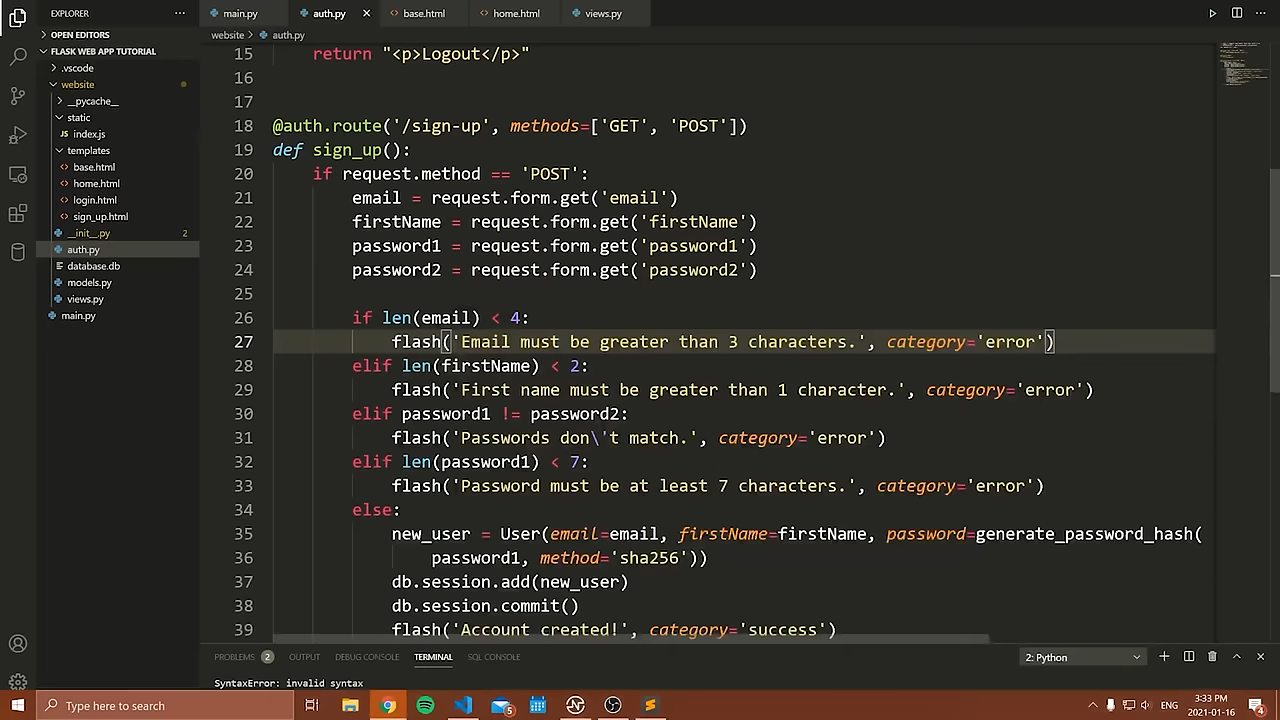 EXPLORER ···
main.py auth.py × base.html home.html views.py ···
OPEN EDITORS
website > auth.py
FLASK WEB APP TUTORIAL
.vscode
website
__pycache__
static
index.js
templates
base.html
home.html
login.html
sign_up.html
__init__.py 2
auth.py
database.db
models.py
views.py
main.py
15 return "<p>Logout</p>"
16
17
18 @auth.route('/sign-up', methods=['GET', 'POST'])
19 def sign_up():
20 if request.method == 'POST':
21 email = request.form.get('email')
22 firstName = request.form.get('firstName')
23 password1 = request.form.get('password1')
24 password2 = request.form.get('password2')
25
26 if len(email) < 4:
27 flash('Email must be greater than 3 characters.', category='error')
28 elif len(firstName) < 2:
29 flash('First name must be greater than 1 character.', category='error')
30 elif password1 != password2:
31 flash('Passwords don\'t match.', category='error')
32 elif len(password1) < 7:
33 flash('Password must be at least 7 characters.', category='error')
34 else:
35 new_user = User(email=email, firstName=firstName, password=generate_password_hash(
36 password1, method='sha256'))
37 db.session.add(new_user)
38 db.session.commit()
39 flash('Account created!', category='success')
PROBLEMS 2 OUTPUT DEBUG CONSOLE TERMINAL SQL CONSOLE 2: Python
SyntaxError: invalid syntax
Type here to search
5
ENG
3:33 PM
2021-01-16
4